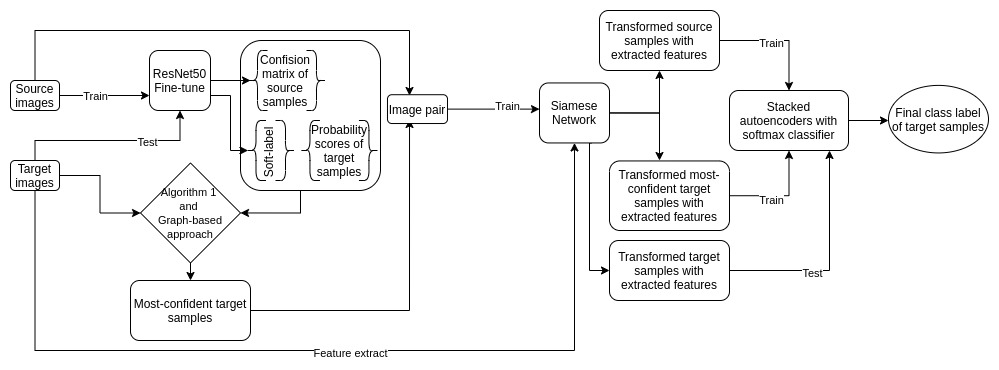 Source
images
Train
ResNet50
Fine-tune
Confision
matrix of
source
samples
Soft-label
Probability
scores of
target
samples
Image pair
Train
Siamese
Network
Transformed source
samples with
extracted features
Train
Stacked
autoencoders with
softmax classifier
Final class label
of target samples
Target
images
Test
Algorithm 1
and
Graph-based
approach
Most-confident target
samples
Feature extract
Transformed most-
confident target
samples with
extracted features
Train
Transformed target
samples with
extracted features
Test